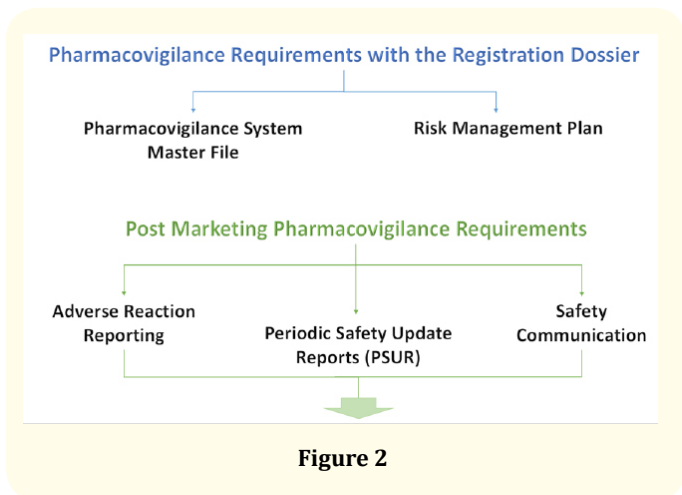 Pharmacovigilance Requirements with the Registration Dossier
Pharmacovigilance System
Master File
Risk Management Plan
Post Marketing Pharmacovigilance Requirements
Adverse Reaction
Reporting
Periodic Safety Update
Reports (PSUR)
Safety
Communication
Figure 2